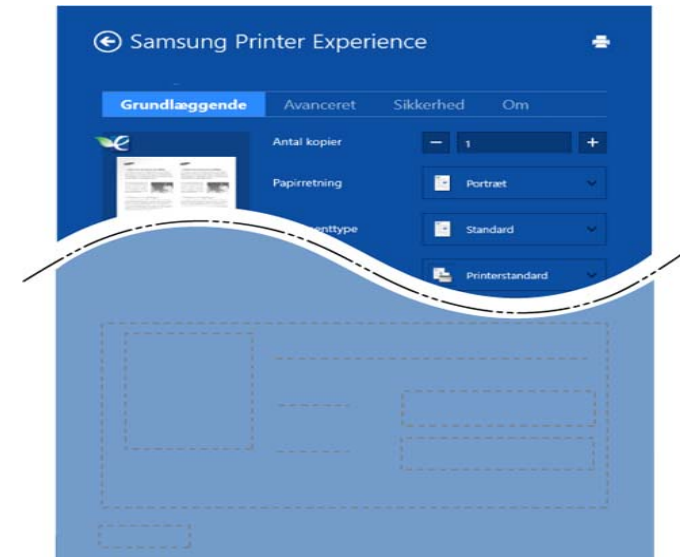 Samsung Printer Experience
Grundlæggende Avanceret Sikkerhed Om
Antal kopier 1
Papirretning Portræt
Standard
Printerstandard